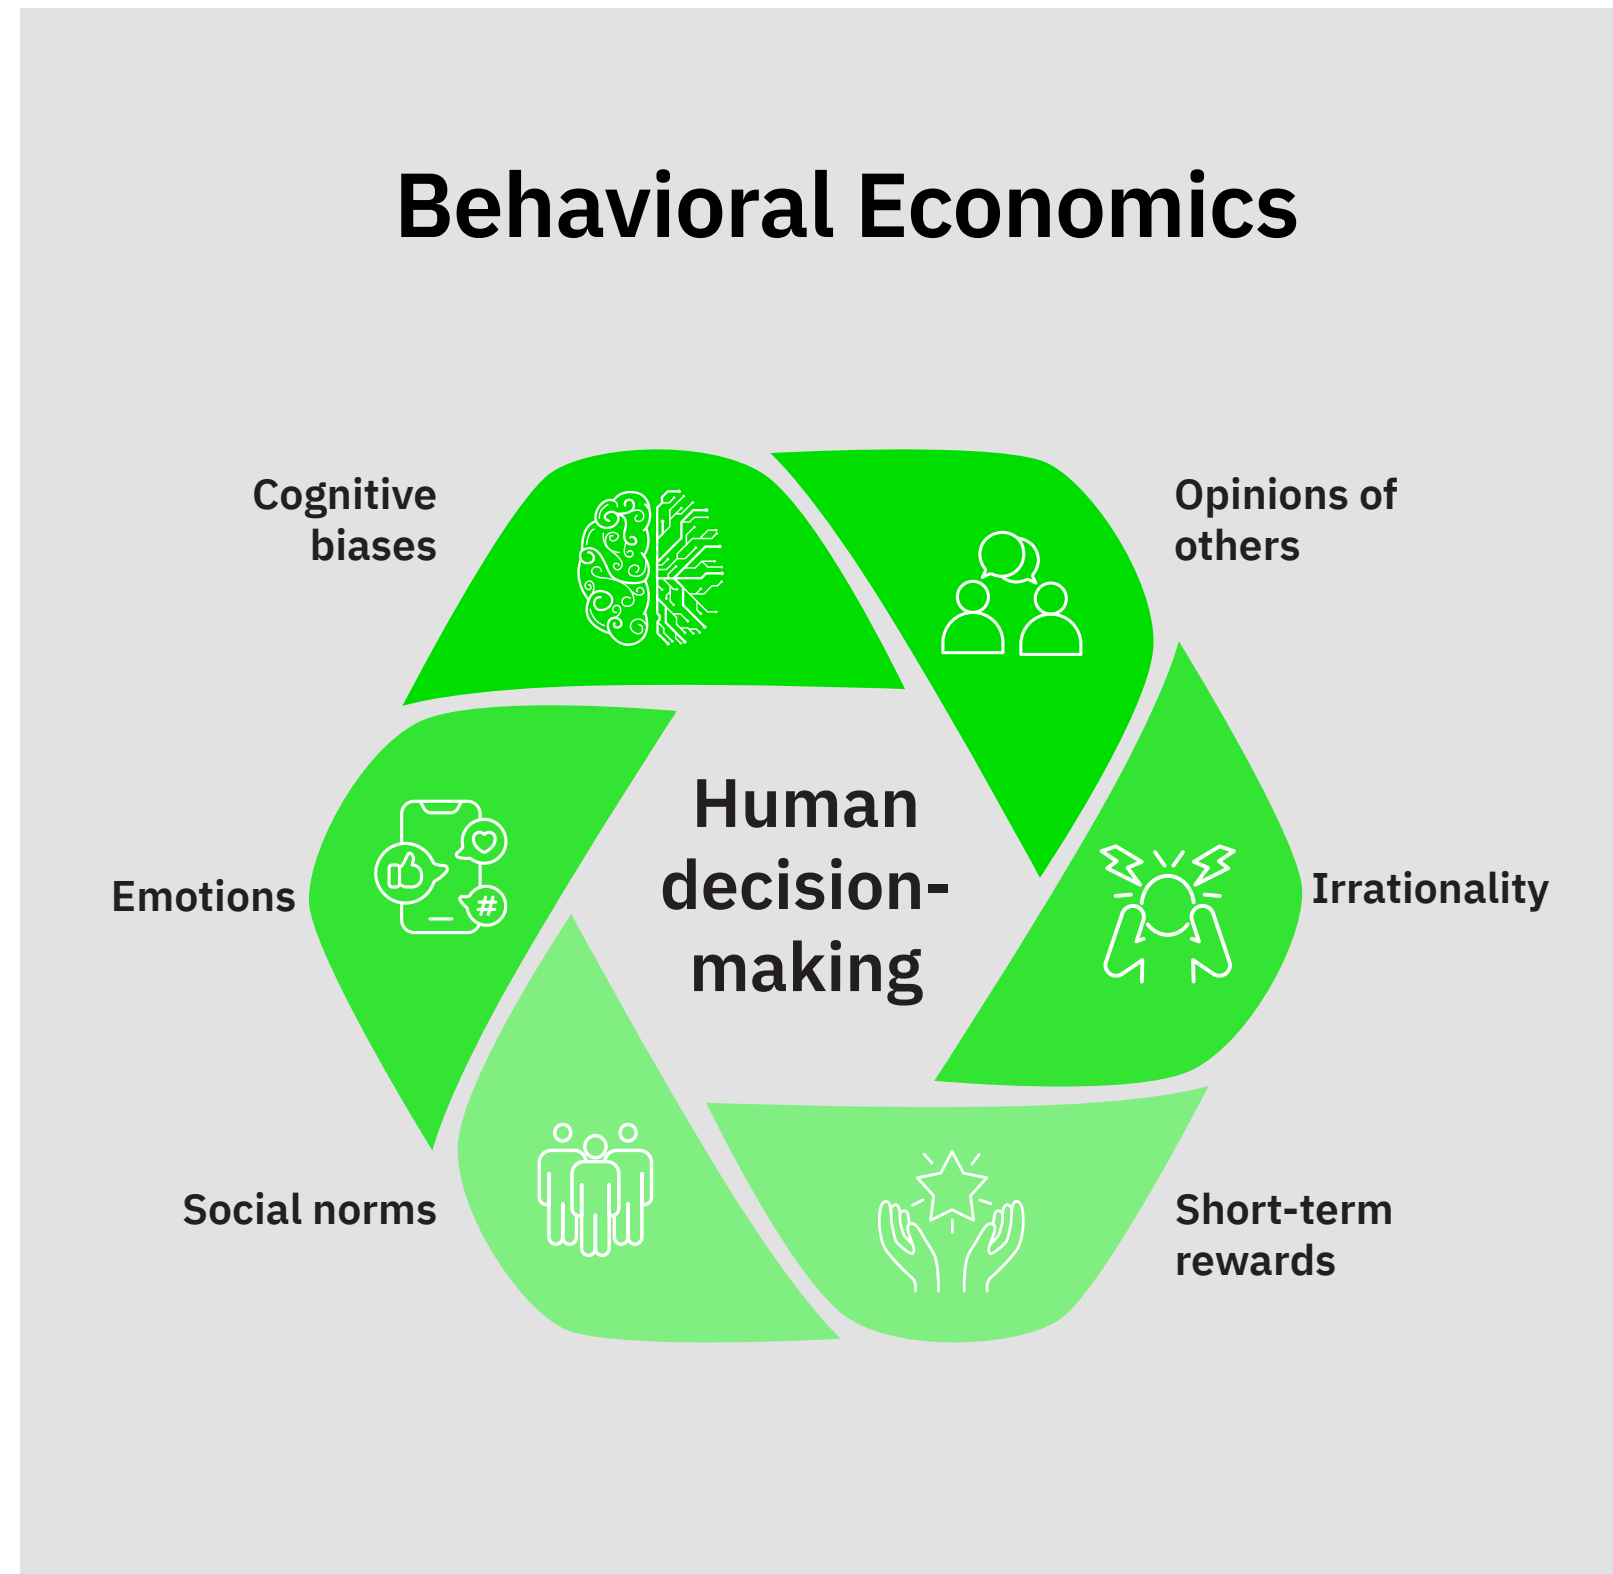 Behavioral Economics
Cognitive
biases
Opinions of
others
Human
decision-
making
Emotions
#
Irrationality
Social norms
Short-term
rewards